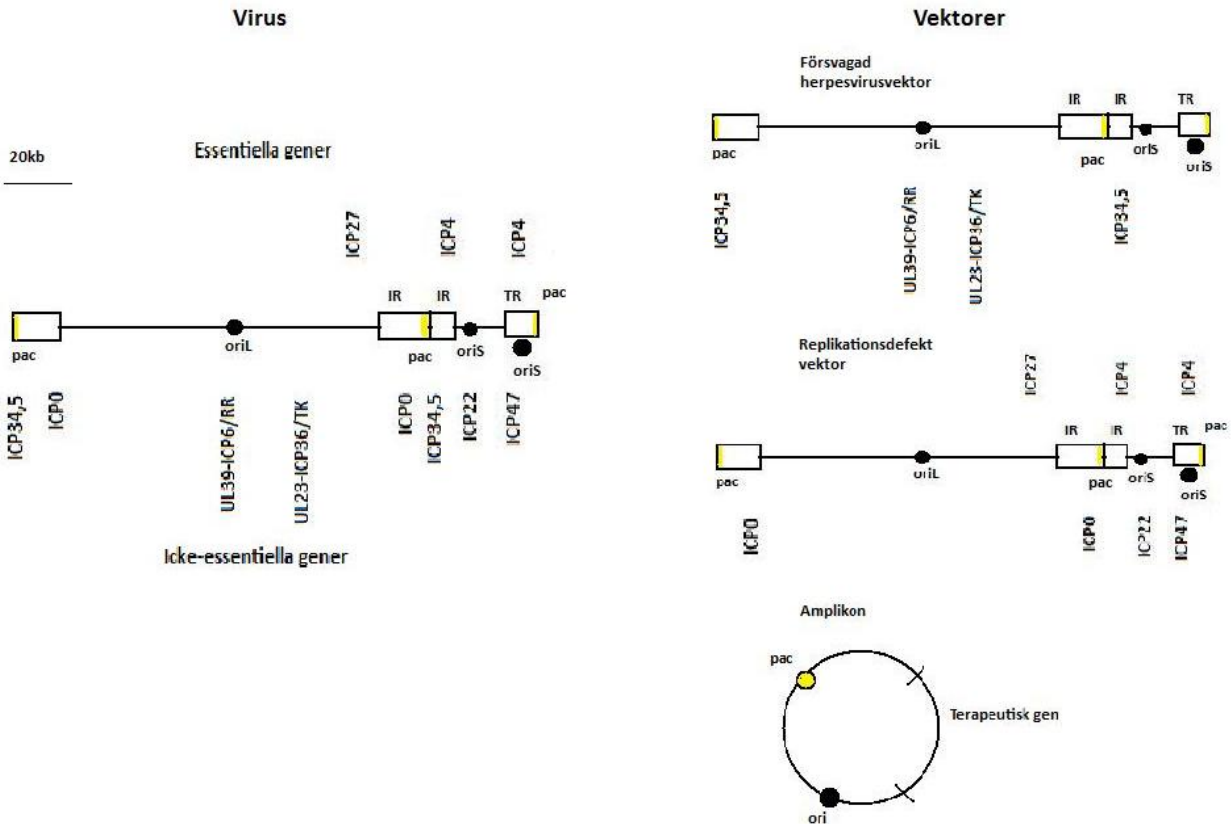 Virus
Essentiella gener
20kb
ICP27
ICP4
ICP4
IR
IR
TR
pac
pac
oriL
pac
oriS
oriS
ICP34,5
ICP0
UL39-ICP6/RR
UL23-ICP36/TK
ICP0
ICP34,5
ICP22
ICP47
Icke-essentiella gener
Vektorer
Försvagad
herpesvirusvektor
IR
IR
TR
pac
oriL
pac
oriS
oriS
ICP34,5
UL39-ICP6/RR
UL23-ICP36/TK
ICP34,5
Replikationsdefekt
vektor
ICP27
ICP4
ICP4
IR
IR
TR
pac
pac
oriL
pac
oriS
oriS
ICP0
ICP0
ICP22
ICP47
Amplikon
pac
Terapeutisk gen
ori